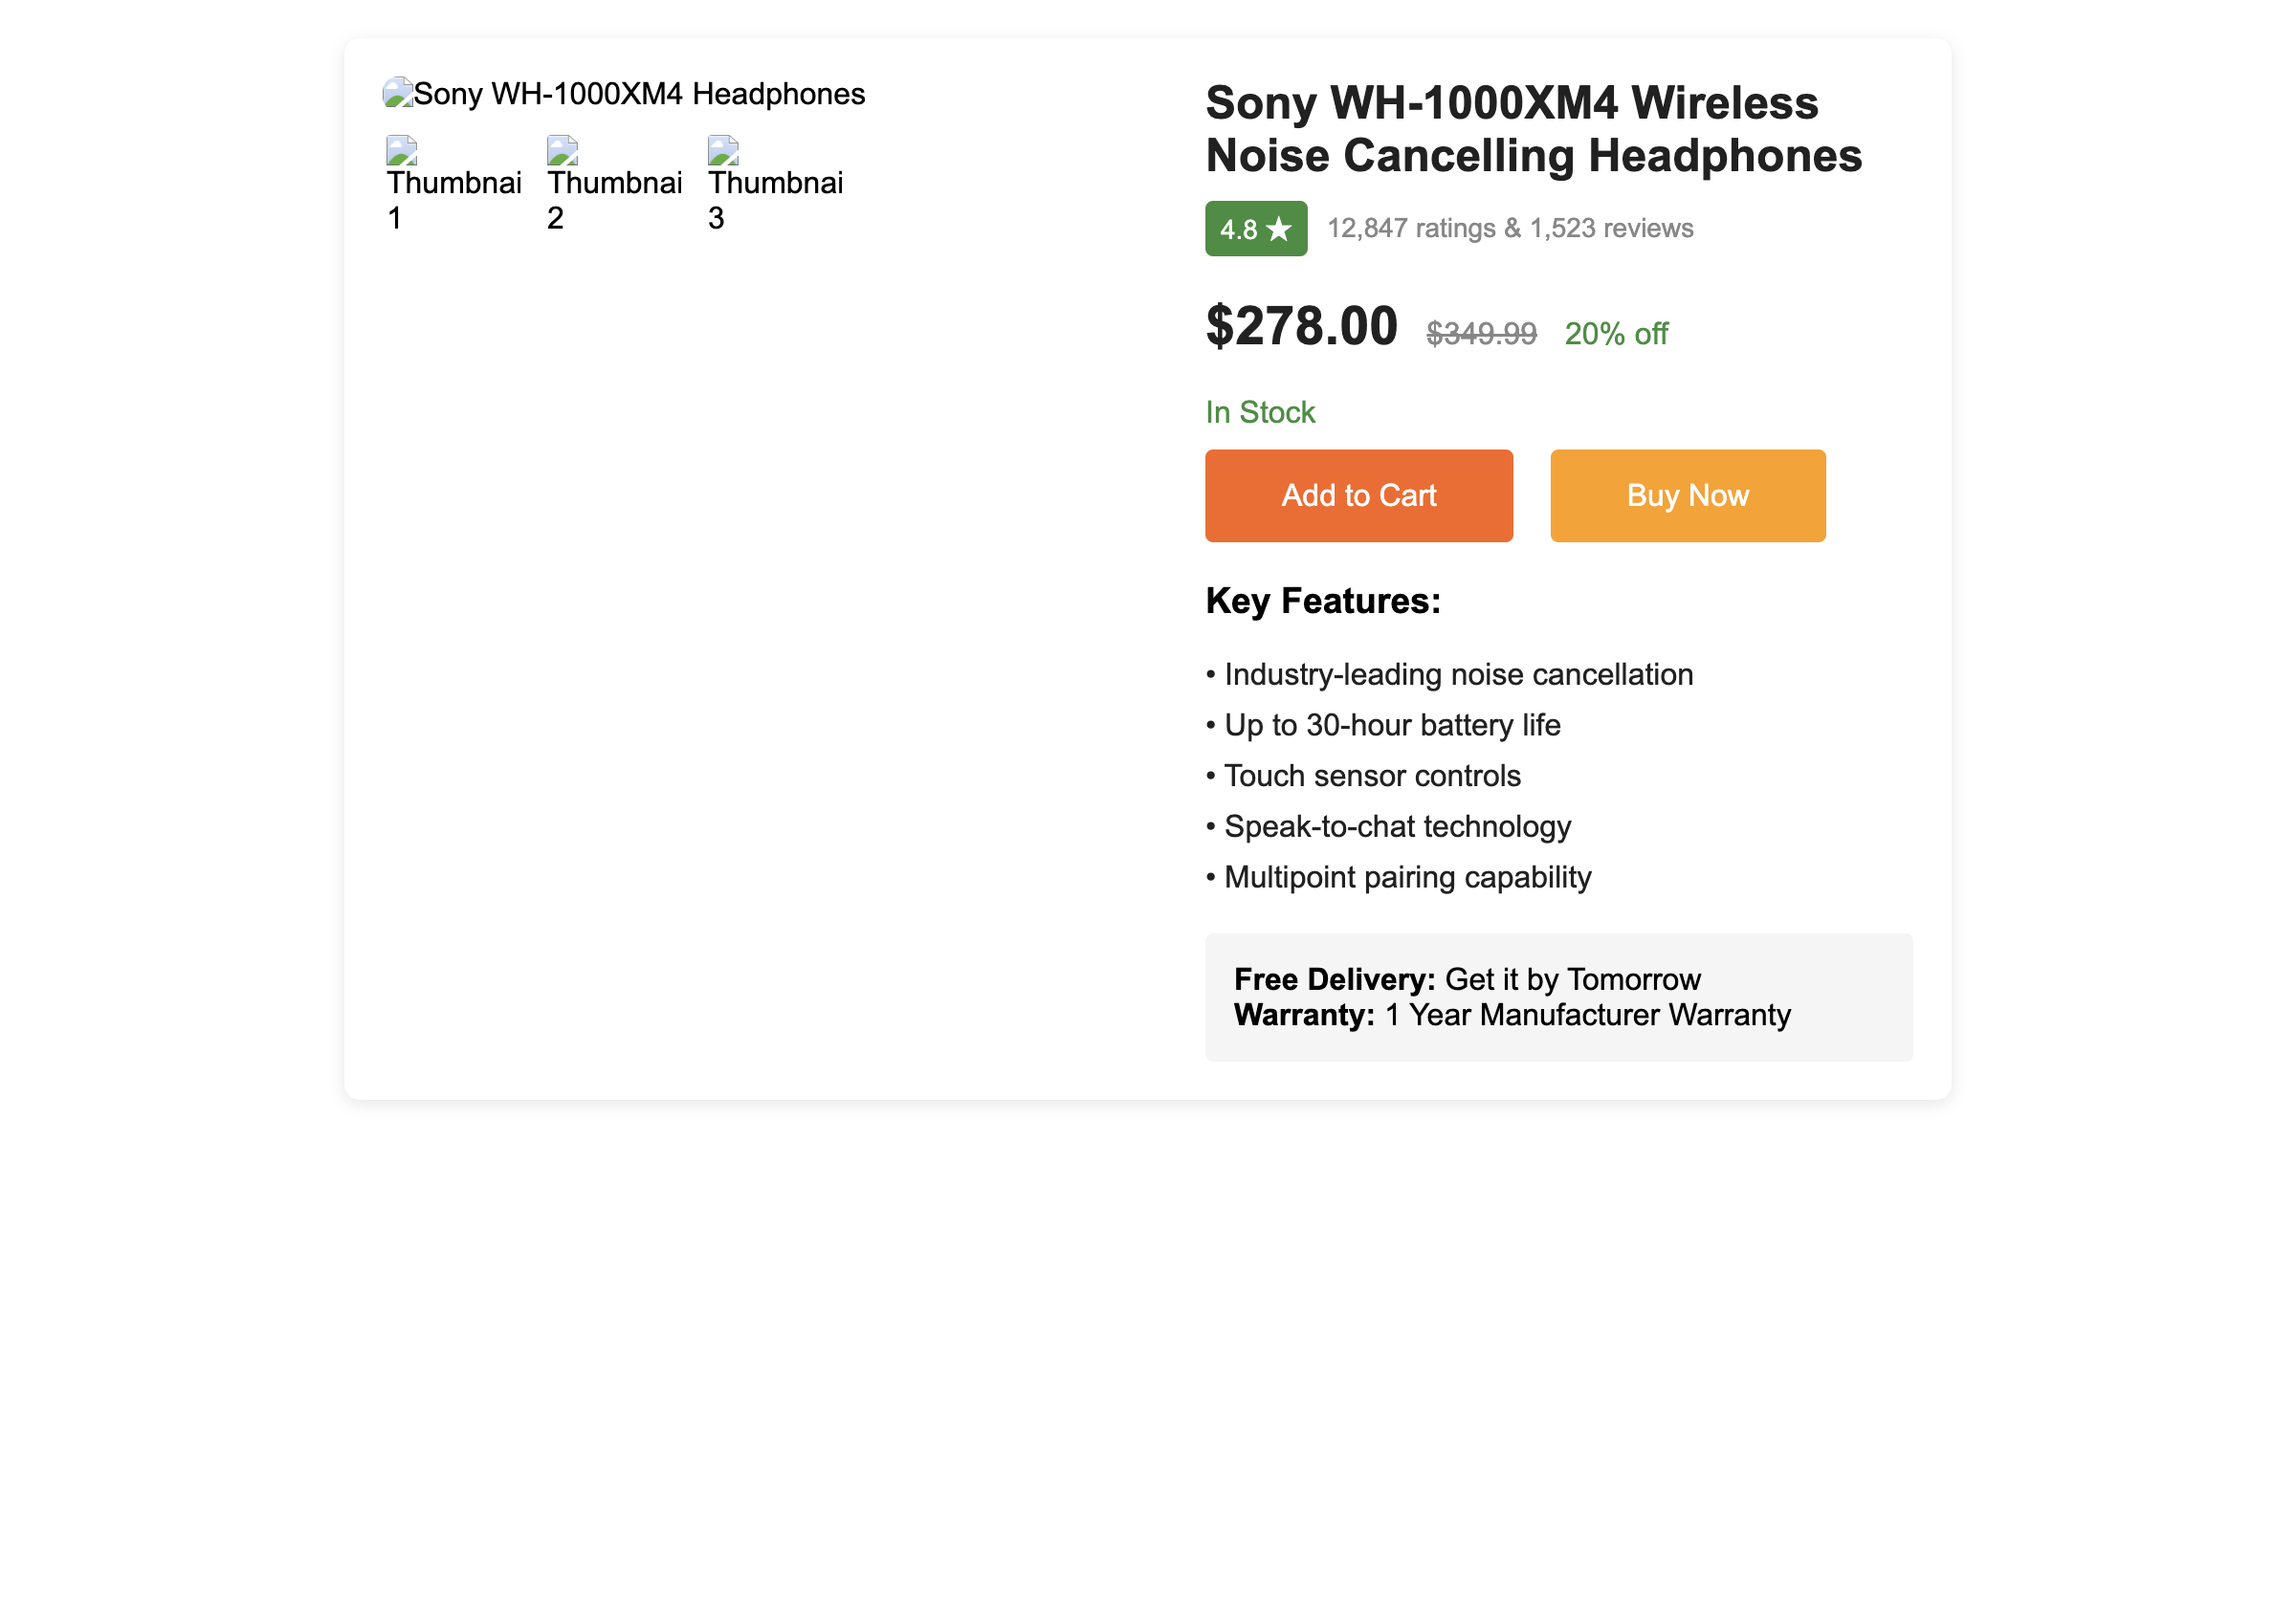 Sony WH-1000XM4 Headphones
Thumbnai Thumbnai Thumbnai
1 2 3
Sony WH-1000XM4 Wireless
Noise Cancelling Headphones
4.8 ★ 12,847 ratings & 1,523 reviews
$278.00 $349.99 20% off
In Stock
Add to Cart Buy Now
Key Features:
• Industry-leading noise cancellation
• Up to 30-hour battery life
• Touch sensor controls
• Speak-to-chat technology
• Multipoint pairing capability
Free Delivery: Get it by Tomorrow
Warranty: 1 Year Manufacturer Warranty